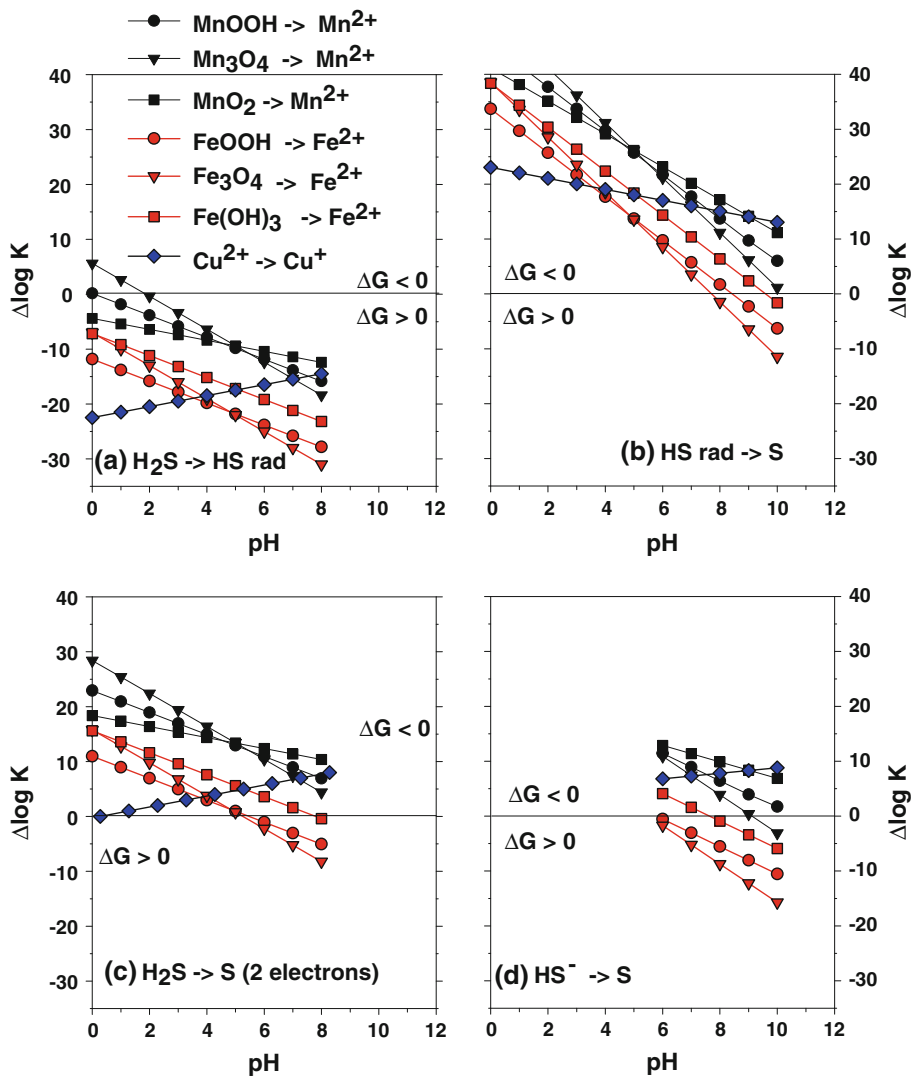 MnOOH -> Mn2+
Mn3O4 -> Mn2+
MnO2 -> Mn2+
FeOOH -> Fe2+
Fe3O4 -> Fe2+
Fe(OH)3 -> Fe2+
Cu2+ -> Cu+
40
30
20
10
0
-10
-20
-30
Δlog K
ΔG < 0
ΔG > 0
(a) H2S -> HS rad
0 2 4 6 8 10 12
pH
40
30
20
10
0
-10
-20
-30
Δlog K
ΔG < 0
ΔG > 0
(b) HS rad -> S
0 2 4 6 8 10 12
pH
40
30
20
10
0
-10
-20
-30
Δlog K
ΔG < 0
ΔG > 0
(c) H2S -> S (2 electrons)
0 2 4 6 8 10 12
pH
40
30
20
10
0
-10
-20
-30
Δlog K
ΔG < 0
ΔG > 0
(d) HS- -> S
0 2 4 6 8 10 12
pH